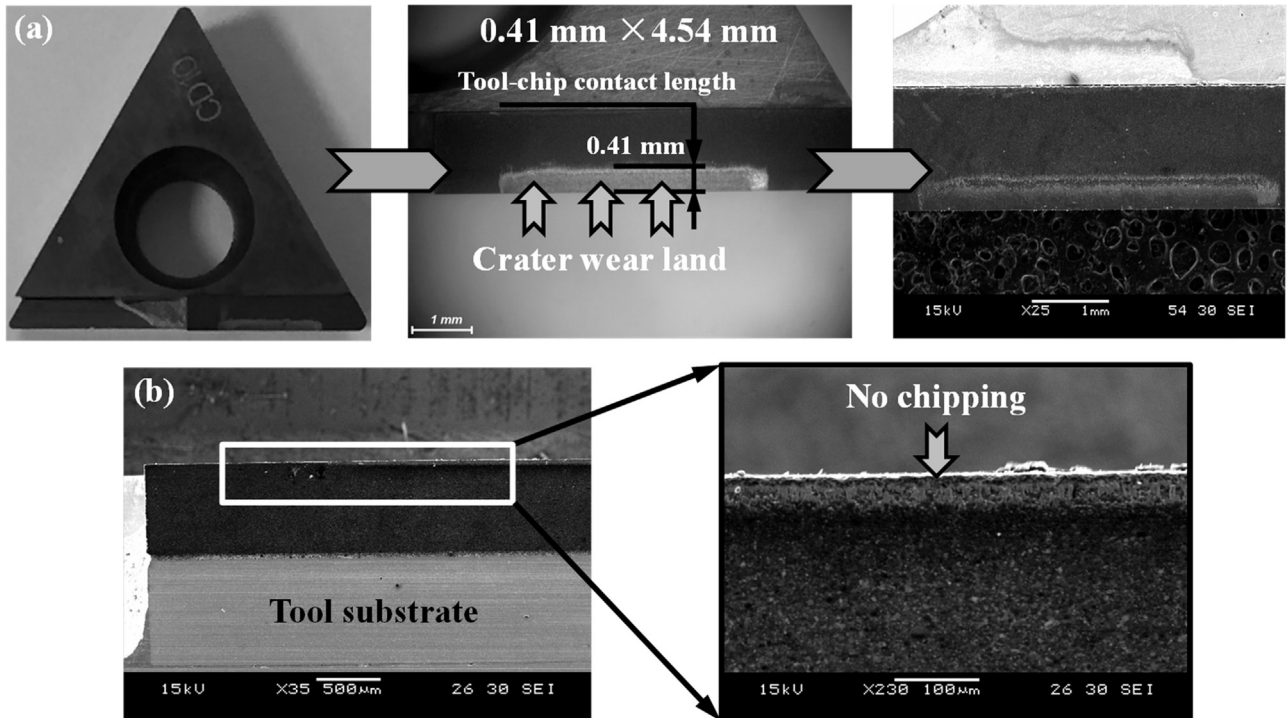 (a)
CD10
0.41 mm ×4.54 mm
Tool-chip contact length
0.41 mm
Crater wear land
1 mm
15kV X25 1mm 54 30 SEI
(b)
Tool substrate
15kV X35 500μm 26 30 SEI
No chipping
15kV X230 100μm 26 30 SEI